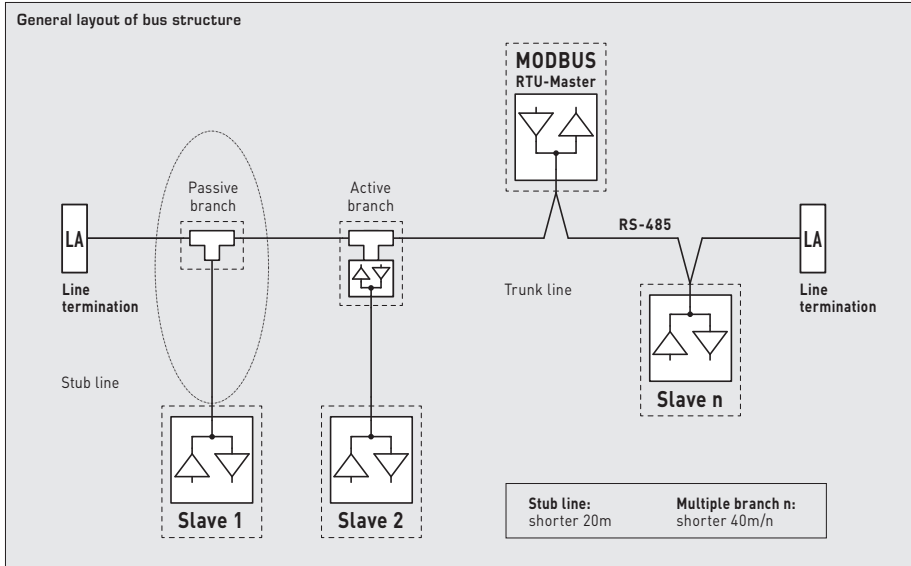 General layout of bus structure
MODBUS
RTU-Master
Passive
branch
Active
branch
LA
RS-485
LA
Line
termination
Trunk line
Line
termination
Stub line
Slave n
Slave 1
Slave 2
Stub line:
shorter 20m
Multiple branch n:
shorter 40m/n